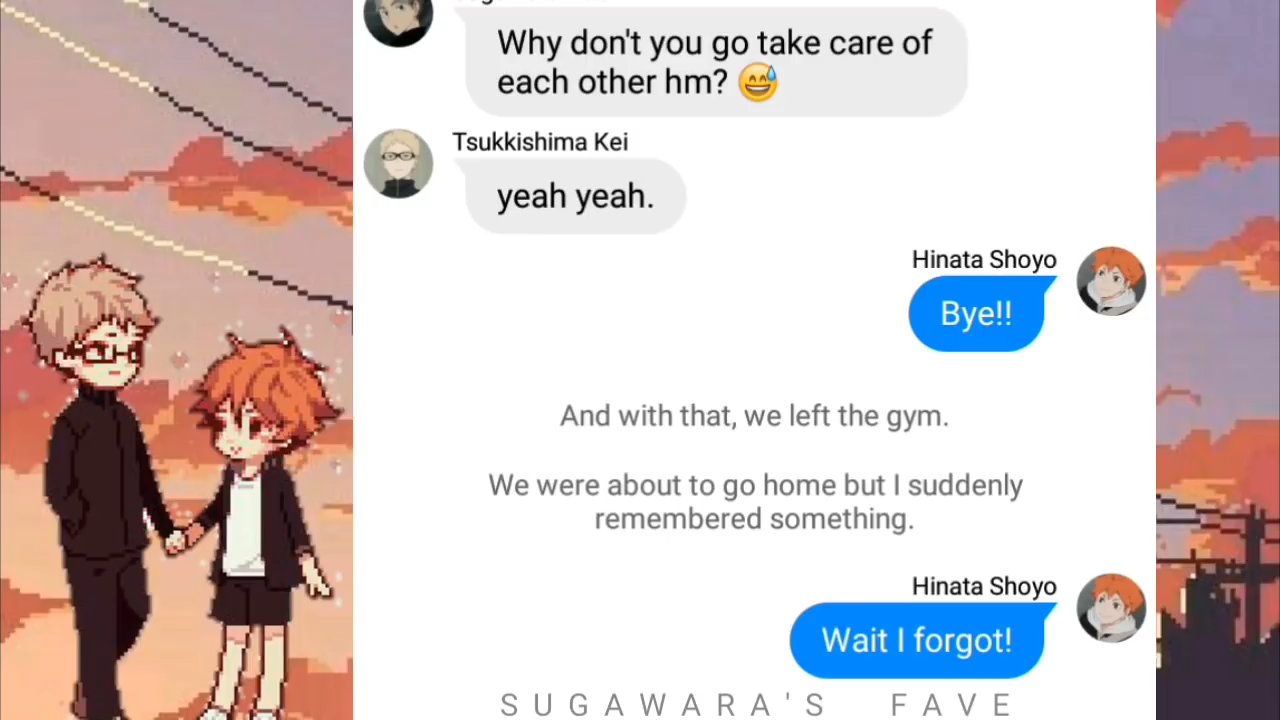 Why don't you go take care of
each other hm? 😅
Tsukkishima Kei
yeah yeah.
Hinata Shoyo
Bye!!
And with that, we left the gym.
We were about to go home but I suddenly
remembered something.
Hinata Shoyo
Wait I forgot!
SUGAWARA'S FAVE